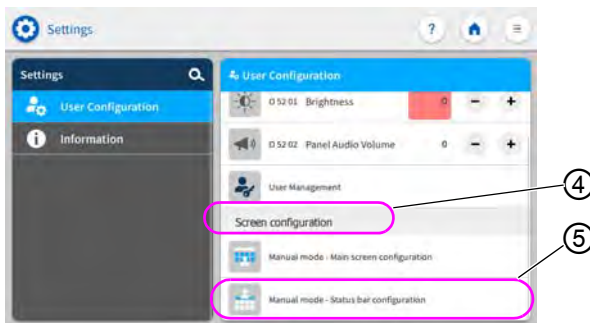 Settings
?
Settings
User Configuration
Information
User Configuration
O 52 01 Brightness 0 - +
O 52 02 Panel Audio Volume 0 - +
User Management
Screen configuration
Manual mode - Main screen configuration
Manual mode - Status bar configuration
4
5